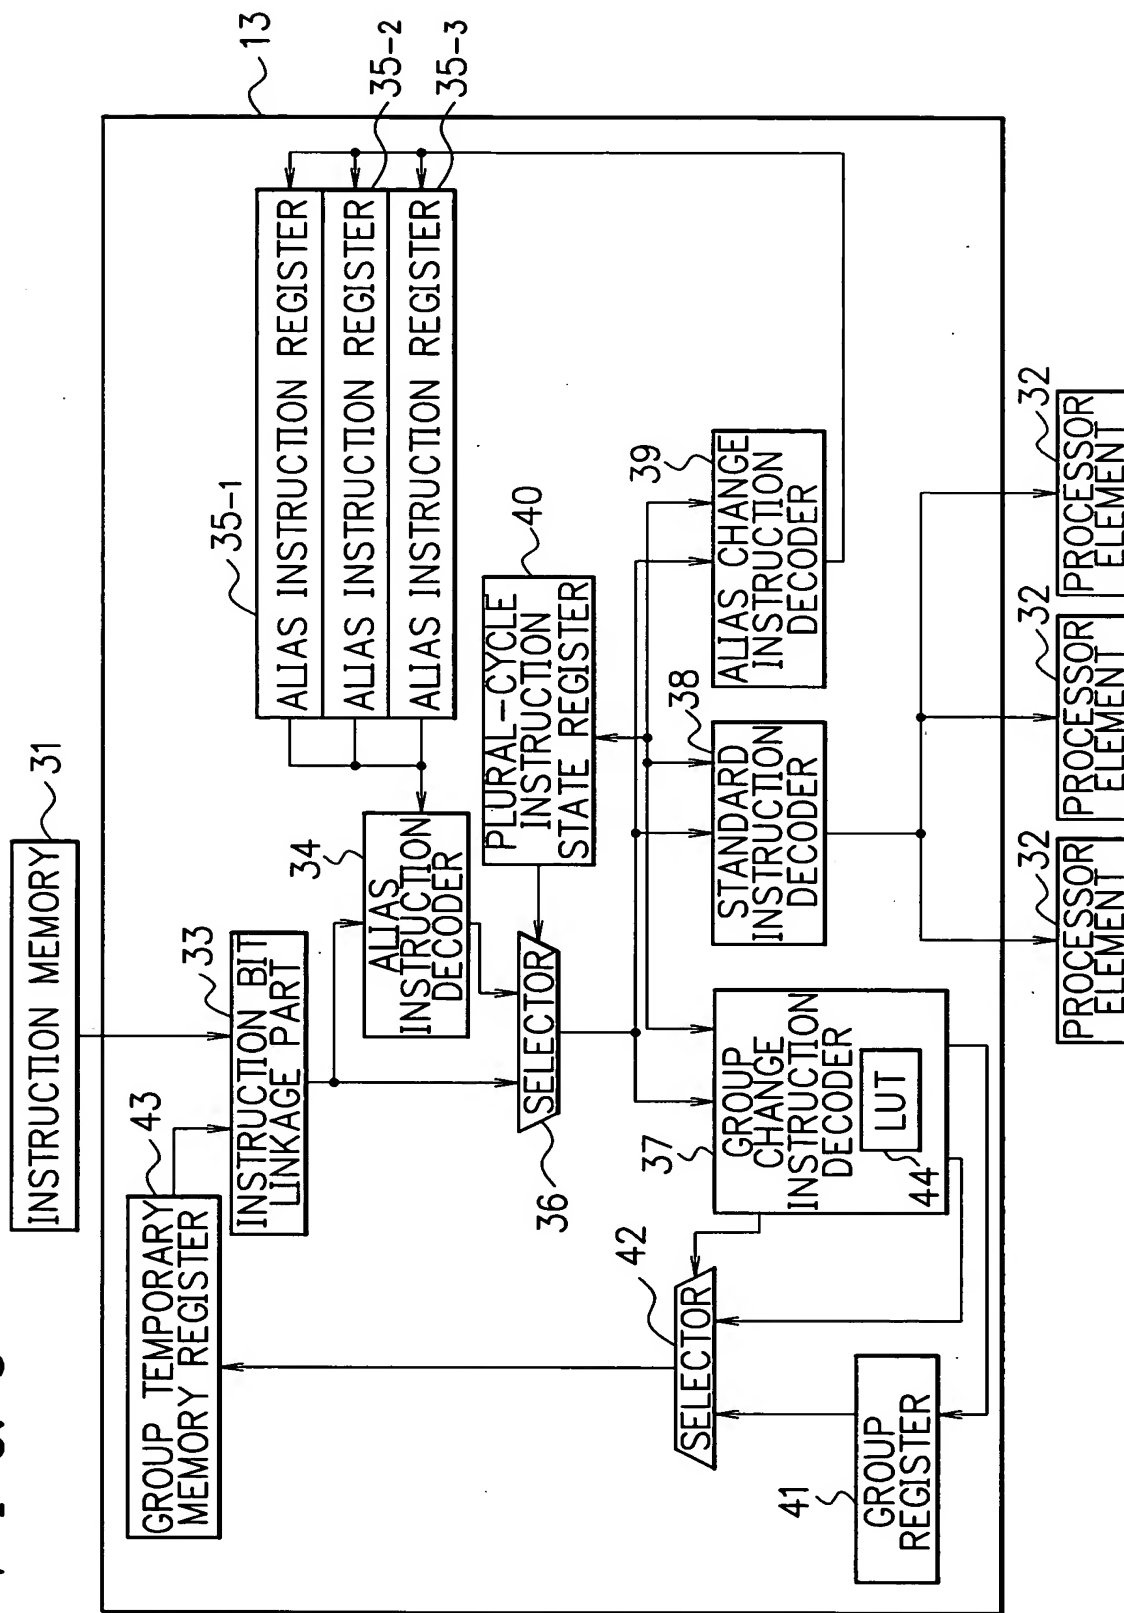 13
INSTRUCTION MEMORY
31
GROUP TEMPORARY
MEMORY REGISTER
43
INSTRUCTION BIT
LINKAGE PART
33
35-1
ALIAS INSTRUCTION REGISTER
ALIAS INSTRUCTION REGISTER
35-2
ALIAS INSTRUCTION REGISTER
35-3
ALIAS
INSTRUCTION
DECODER
34
PLURAL-CYCLE
INSTRUCTION
STATE REGISTER
40
SELECTOR
36
SELECTOR
42
GROUP
CHANGE
INSTRUCTION
DECODER
37
LUT
44
STANDARD
INSTRUCTION
DECODER
38
ALIAS CHANGE
INSTRUCTION
DECODER
39
GROUP
REGISTER
41
PROCESSOR
ELEMENT
32
PROCESSOR
ELEMENT
32
PROCESSOR
ELEMENT
32